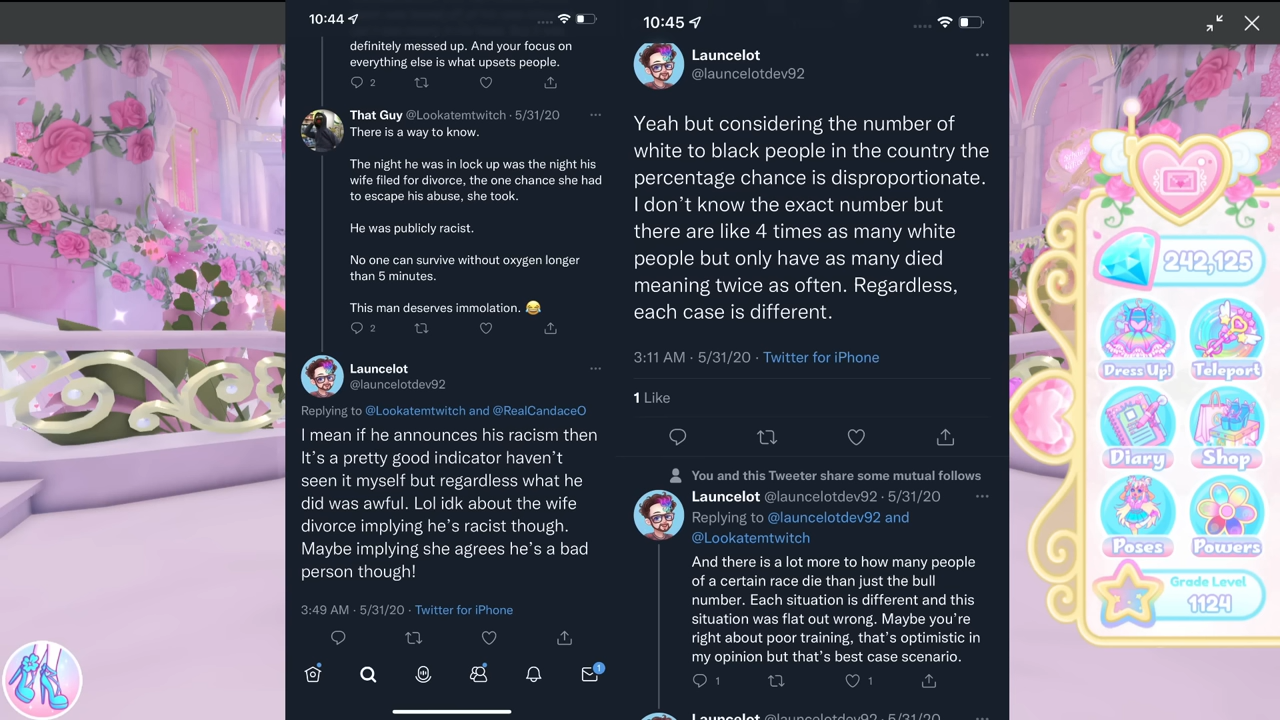 10:44
definitely messed up. And your focus on
everything else is what upsets people.
2
That Guy @Lookatemtwitch · 5/31/20
There is a way to know.
The night he was in lock up was the night his
wife filed for divorce, the one chance she had
to escape his abuse, she took.
He was publicly racist.
No one can survive without oxygen longer
than 5 minutes.
This man deserves immolation. 😂
2
Launcelot
@launcelotdev92
Replying to @Lookatemtwitch and @RealCandaceO
I mean if he announces his racism then
It's a pretty good indicator haven't
seen it myself but regardless what he
did was awful. Lol idk about the wife
divorce implying he's racist though.
Maybe implying she agrees he's a bad
person though!
3:49 AM · 5/31/20 · Twitter for iPhone
1
10:45
Launcelot
@launcelotdev92
Yeah but considering the number of
white to black people in the country the
percentage chance is disproportionate.
I don't know the exact number but
there are like 4 times as many white
people but only have as many died
meaning twice as often. Regardless,
each case is different.
3:11 AM · 5/31/20 · Twitter for iPhone
1 Like
You and this Tweeter share some mutual follows
Launcelot @launcelotdev92 · 5/31/20
Replying to @launcelotdev92 and
@Lookatemtwitch
And there is a lot more to how many people
of a certain race die than just the bull
number. Each situation is different and this
situation was flat out wrong. Maybe you're
right about poor training, that's optimistic in
my opinion but that's best case scenario.
1
1
Launcelot @launcelotdev92 · 5/31/20
242,125
Dress Up!
Teleport
Diary
Shop
Poses
Powers
Grade Level
1124